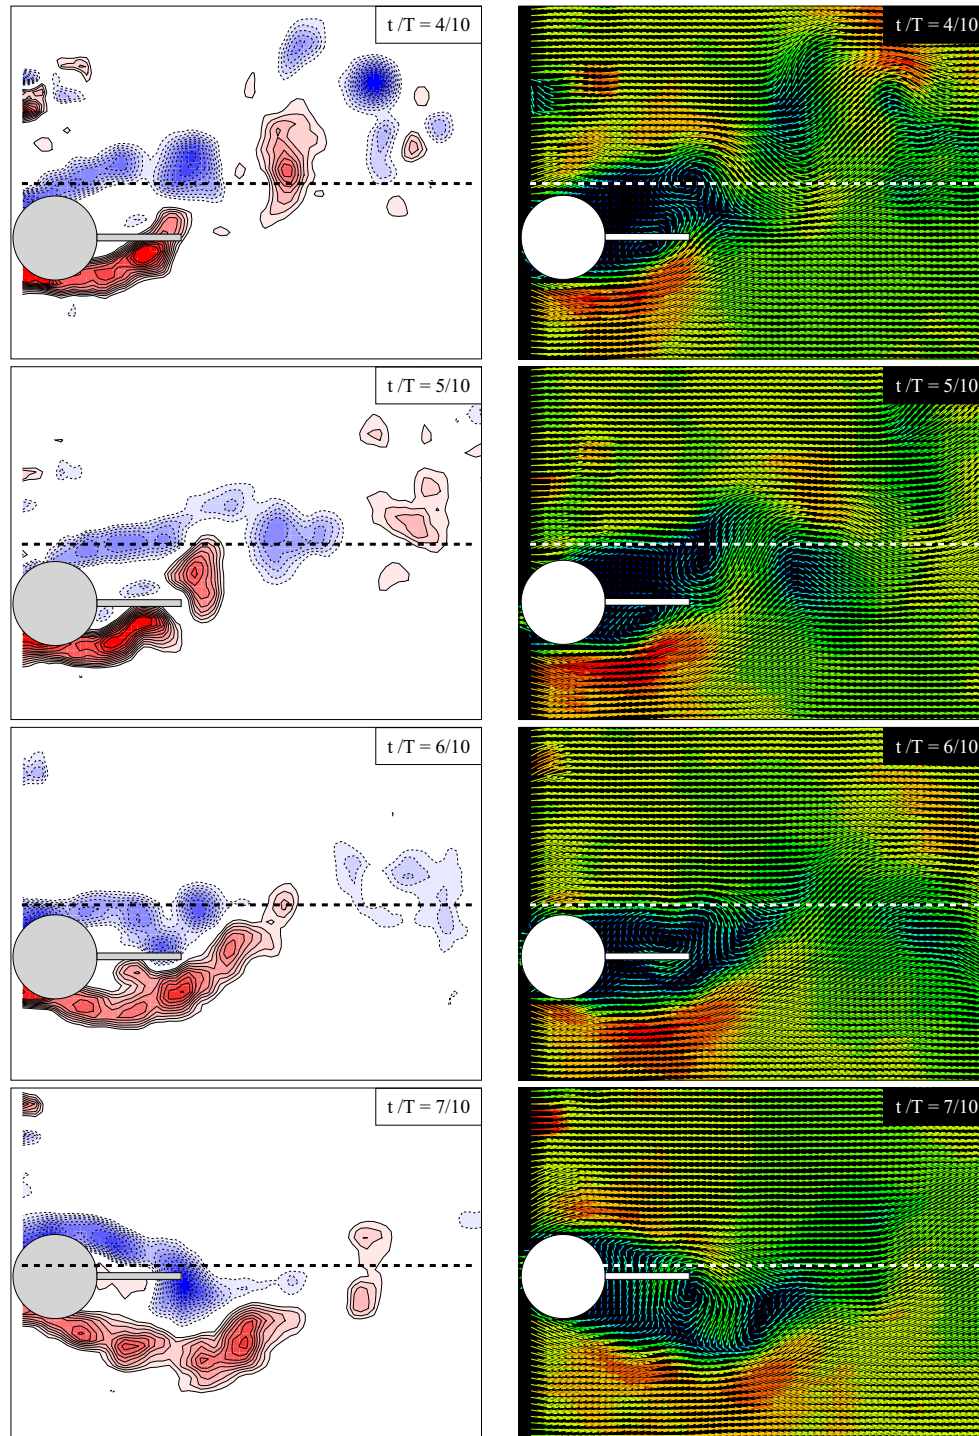 t /T = 4/10
t /T = 4/10
t /T = 5/10
t /T = 5/10
t /T = 6/10
t /T = 6/10
t /T = 7/10
t /T = 7/10